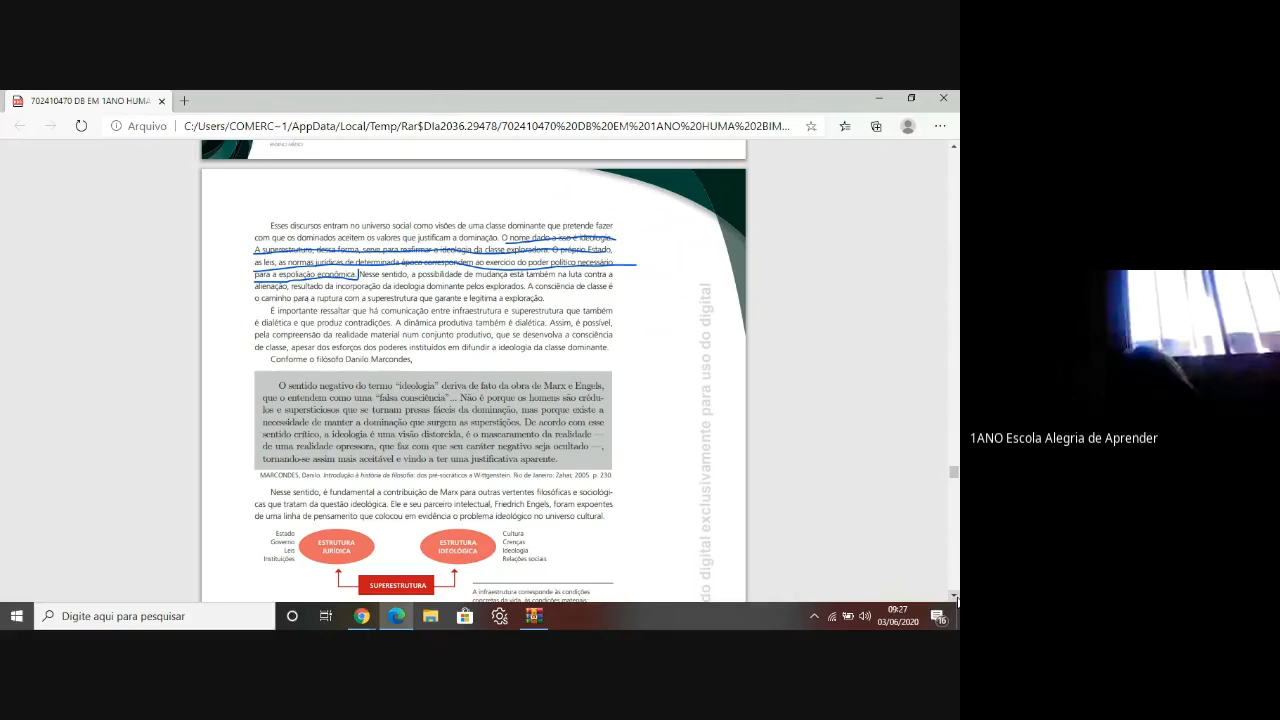 702410470 DB EM 1ANO HUMA
Arquivo
C:/Users/COMERC~1/AppData/Local/Temp/Rar$DIa2036.29478/702410470%20DB%20EM%201ANO%20HUMA%202BIM...
ENSINO MÉDIO
Esses discursos entram no universo social como visões de uma classe dominante que pretende fazer
com que os dominados aceitem os valores que justificam a dominação. O nome dado a isso é ideologia.
A superestrutura, dessa forma, serve para reafirmar a ideologia da classe exploradora. O próprio Estado,
as leis, as normas jurídicas de determinada época correspondem ao exercício do poder político necessário
para a espoliação econômica. Nesse sentido, a possibilidade de mudança está também na luta contra a
alienação, resultado da incorporação da ideologia dominante pelos explorados. A consciência de classe é
o caminho para a ruptura com a superestrutura que garante e legitima a exploração.
É importante ressaltar que há comunicação entre infraestrutura e superestrutura que também
é dialética e que produz contradições. A dinâmica produtiva também é dialética. Assim, é possível,
pela compreensão da realidade material num conjunto produtivo, que se desenvolva a consciência
de classe, apesar dos esforços dos poderes instituídos em difundir a ideologia da classe dominante.
Conforme o filósofo Danilo Marcondes,
O sentido negativo do termo “ideologia” deriva de fato da obra de Marx e Engels,
que o entendem como uma “falsa consciência”... Não é porque os homens são crédu-
los e supersticiosos que se tornam presas fáceis da dominação, mas porque existe a
necessidade de manter a dominação que surgem as superstições. De acordo com esse
sentido crítico, a ideologia é uma visão distorcida, é o mascaramento da realidade —
de uma realidade opressora, que faz com que seu caráter negativo seja ocultado —,
tornando-se assim mais aceitável e vindo a ter uma justificativa aparente.
MARCONDES, Danilo. Introdução à história da filosofia: dos pré-socráticos a Wittgenstein. Rio de Janeiro: Zahar, 2005. p. 230.
Nesse sentido, é fundamental a contribuição de Marx para outras vertentes filosóficas e sociológi-
cas que tratam da questão ideológica. Ele e seu parceiro intelectual, Friedrich Engels, foram expoentes
de uma linha de pensamento que colocou em evidência o problema ideológico no universo cultural.
Estado
Governo
Leis
Instituições
ESTRUTURA
JURÍDICA
ESTRUTURA
IDEOLÓGICA
Cultura
Crenças
Ideologia
Relações sociais
SUPERESTRUTURA
A infraestrutura corresponde às condições
concretas da vida, às condições materiais;
do digital exclusivamente para uso do digital
1ANO Escola Alegria de Aprender
Digite aqui para pesquisar
09:27
03/06/2020
16